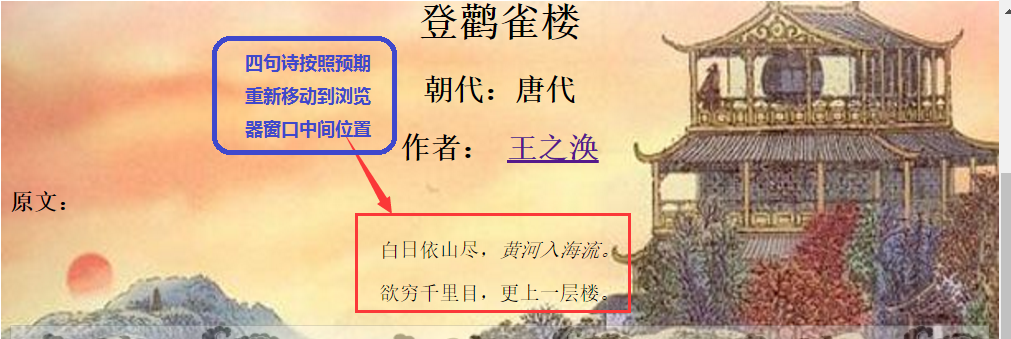 登鹳雀楼
四句诗按照预期
重新移动到浏览
器窗口中间位置
朝代：唐代
作者： 王之涣
原文：
白日依山尽，黄河入海流。
欲穷千里目，更上一层楼。